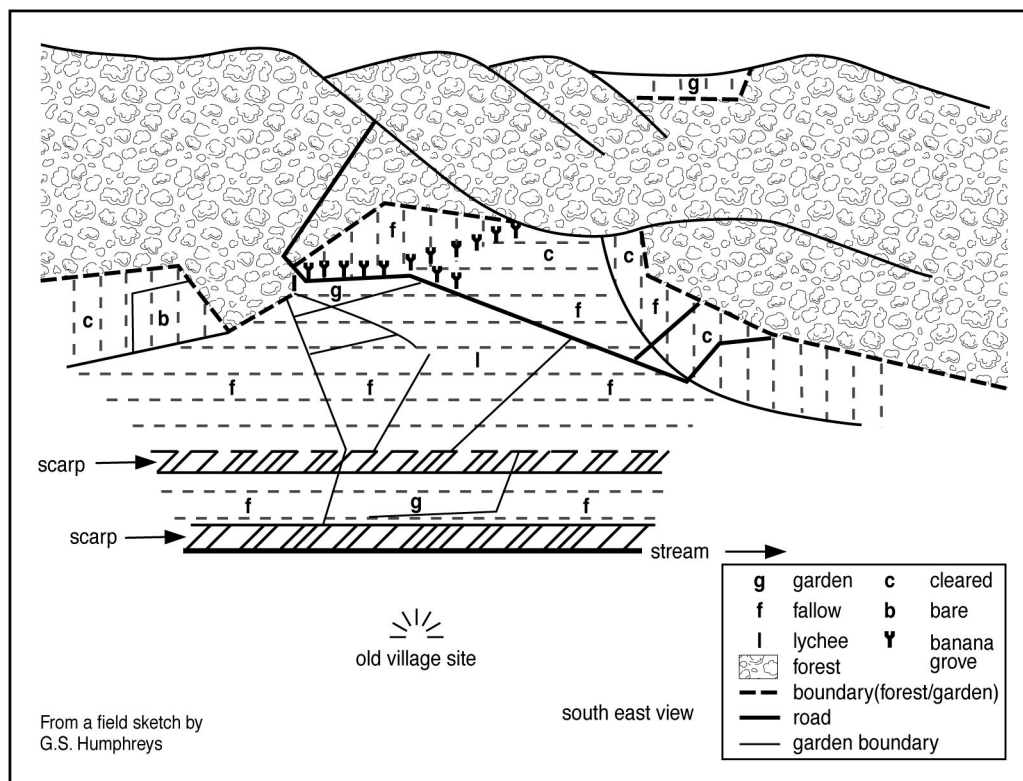 g
f
c
c
c
b
g
f
f
c
l
f
f
f
scarp
f
g
f
scarp
stream
old village site
south east view
From a field sketch by
G.S. Humphreys
g garden c cleared
f fallow b bare
l lychee banana
grove
forest
boundary(forest/garden)
road
garden boundary